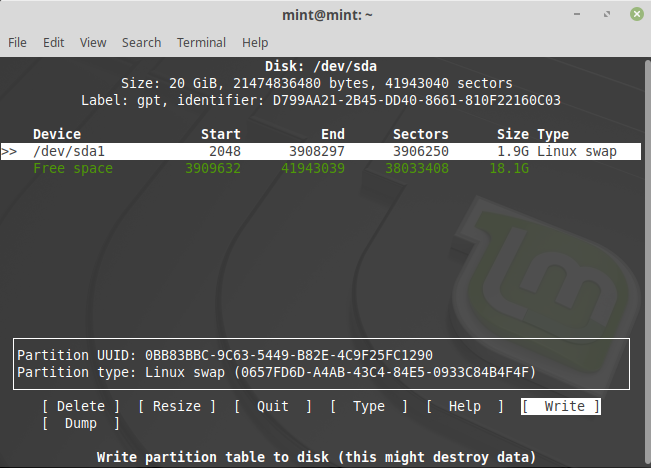 mint@mint: ~
File Edit View Search Terminal Help
Disk: /dev/sda
Size: 20 GiB, 21474836480 bytes, 41943040 sectors
Label: gpt, identifier: D799AA21-2B45-DD40-8661-810F22160C03
Device Start End Sectors Size Type
>> /dev/sda1 2048 3908297 3906250 1.9G Linux swap
Free space 3909632 41943039 38033408 18.1G
Partition UUID: 0BB83BBC-9C63-5449-B82E-4C9F25FC1290
Partition type: Linux swap (0657FD6D-A4AB-43C4-84E5-0933C84B4F4F)
[ Delete ] [ Resize ] [ Quit ] [ Type ] [ Help ] [ Write ]
[ Dump ]
Write partition table to disk (this might destroy data)